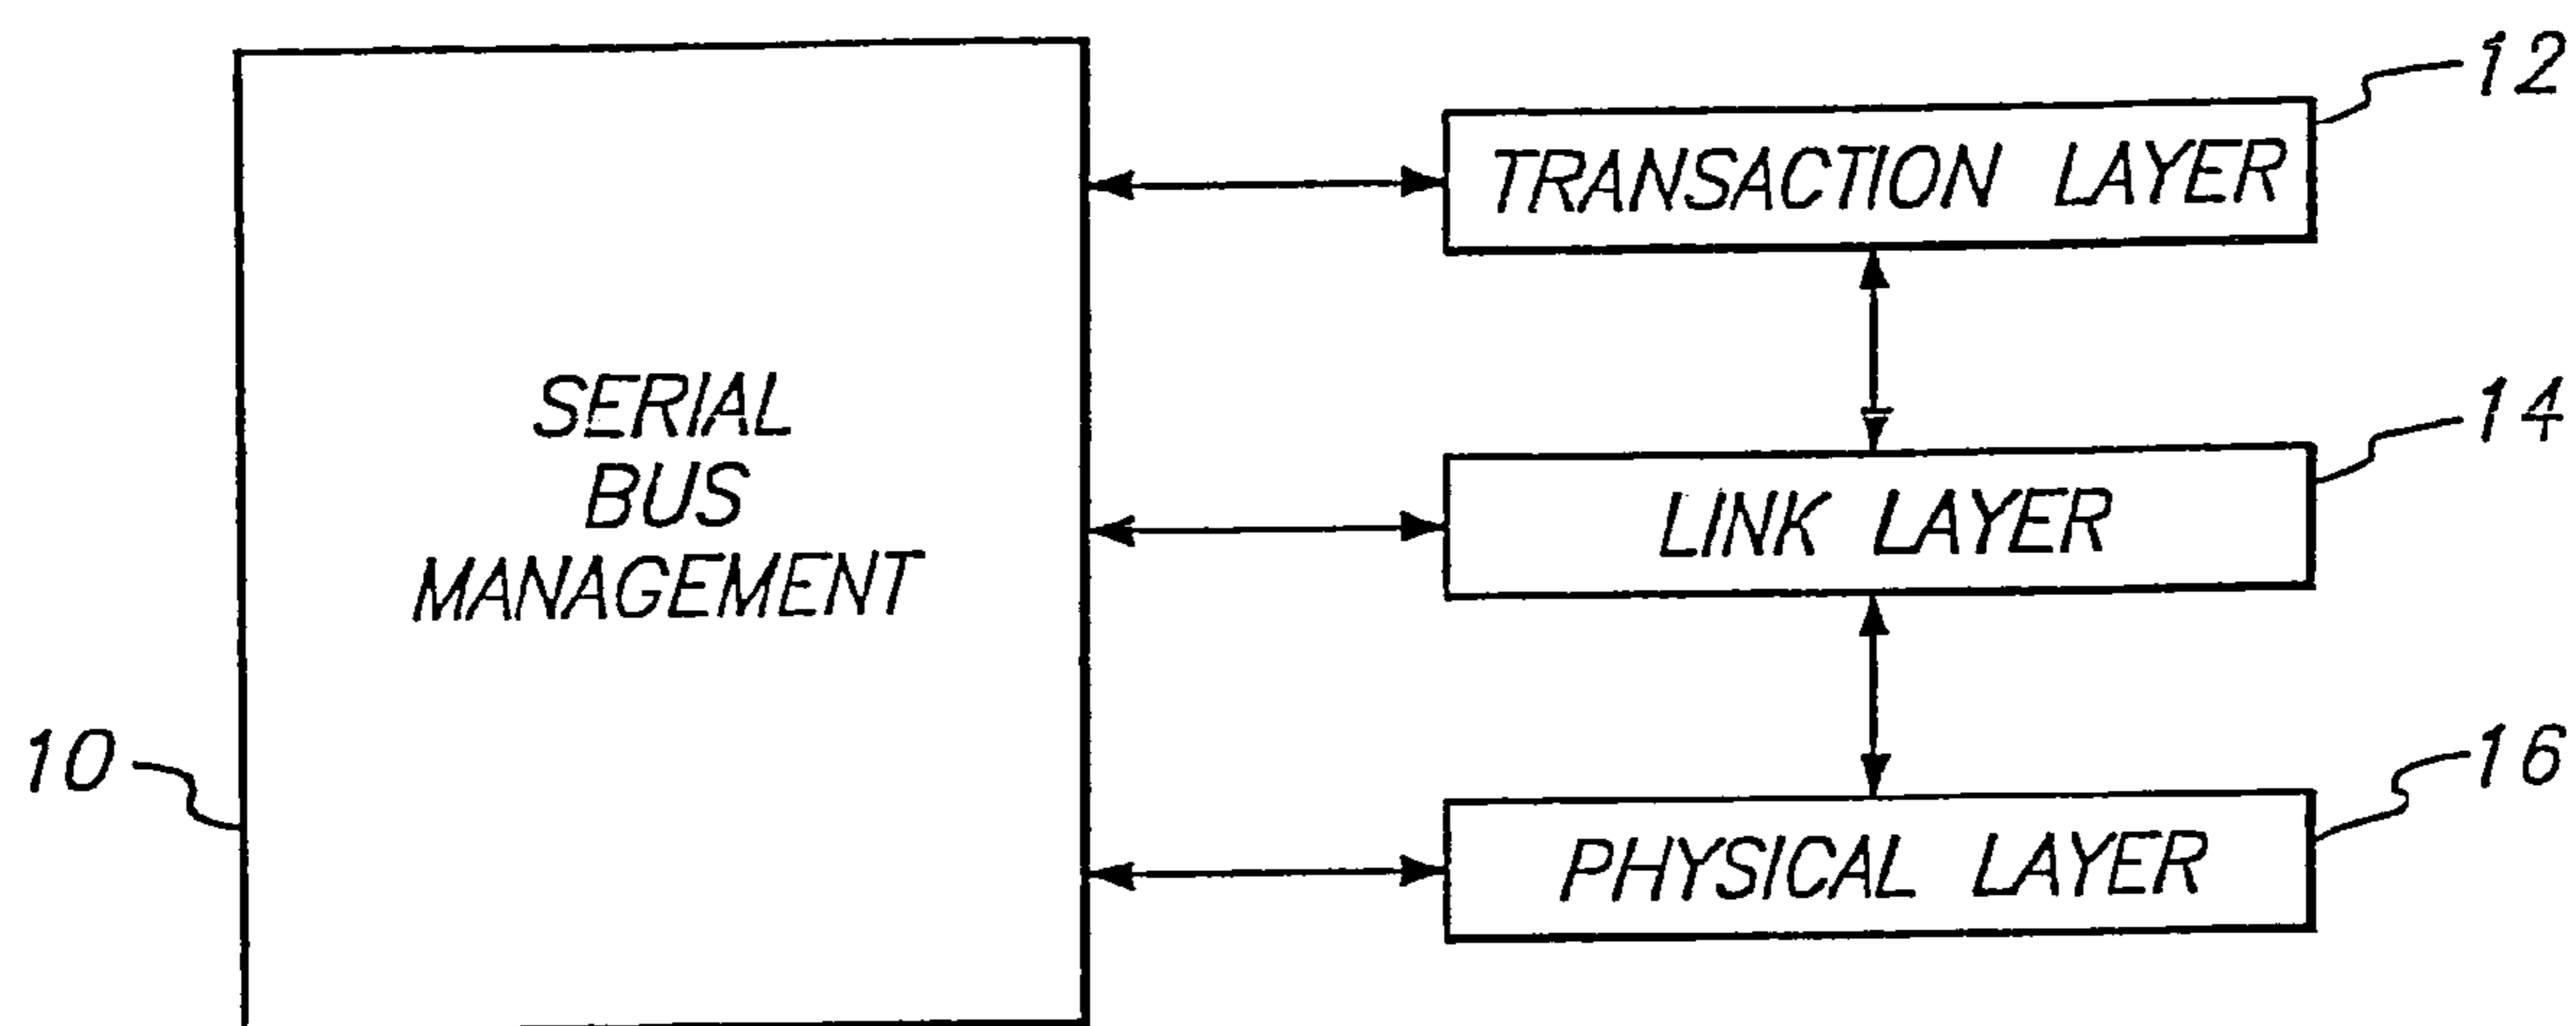 12
TRANSACTION LAYER
SERIAL
BUS
MANAGEMENT
14
LINK LAYER
10
16
PHYSICAL LAYER